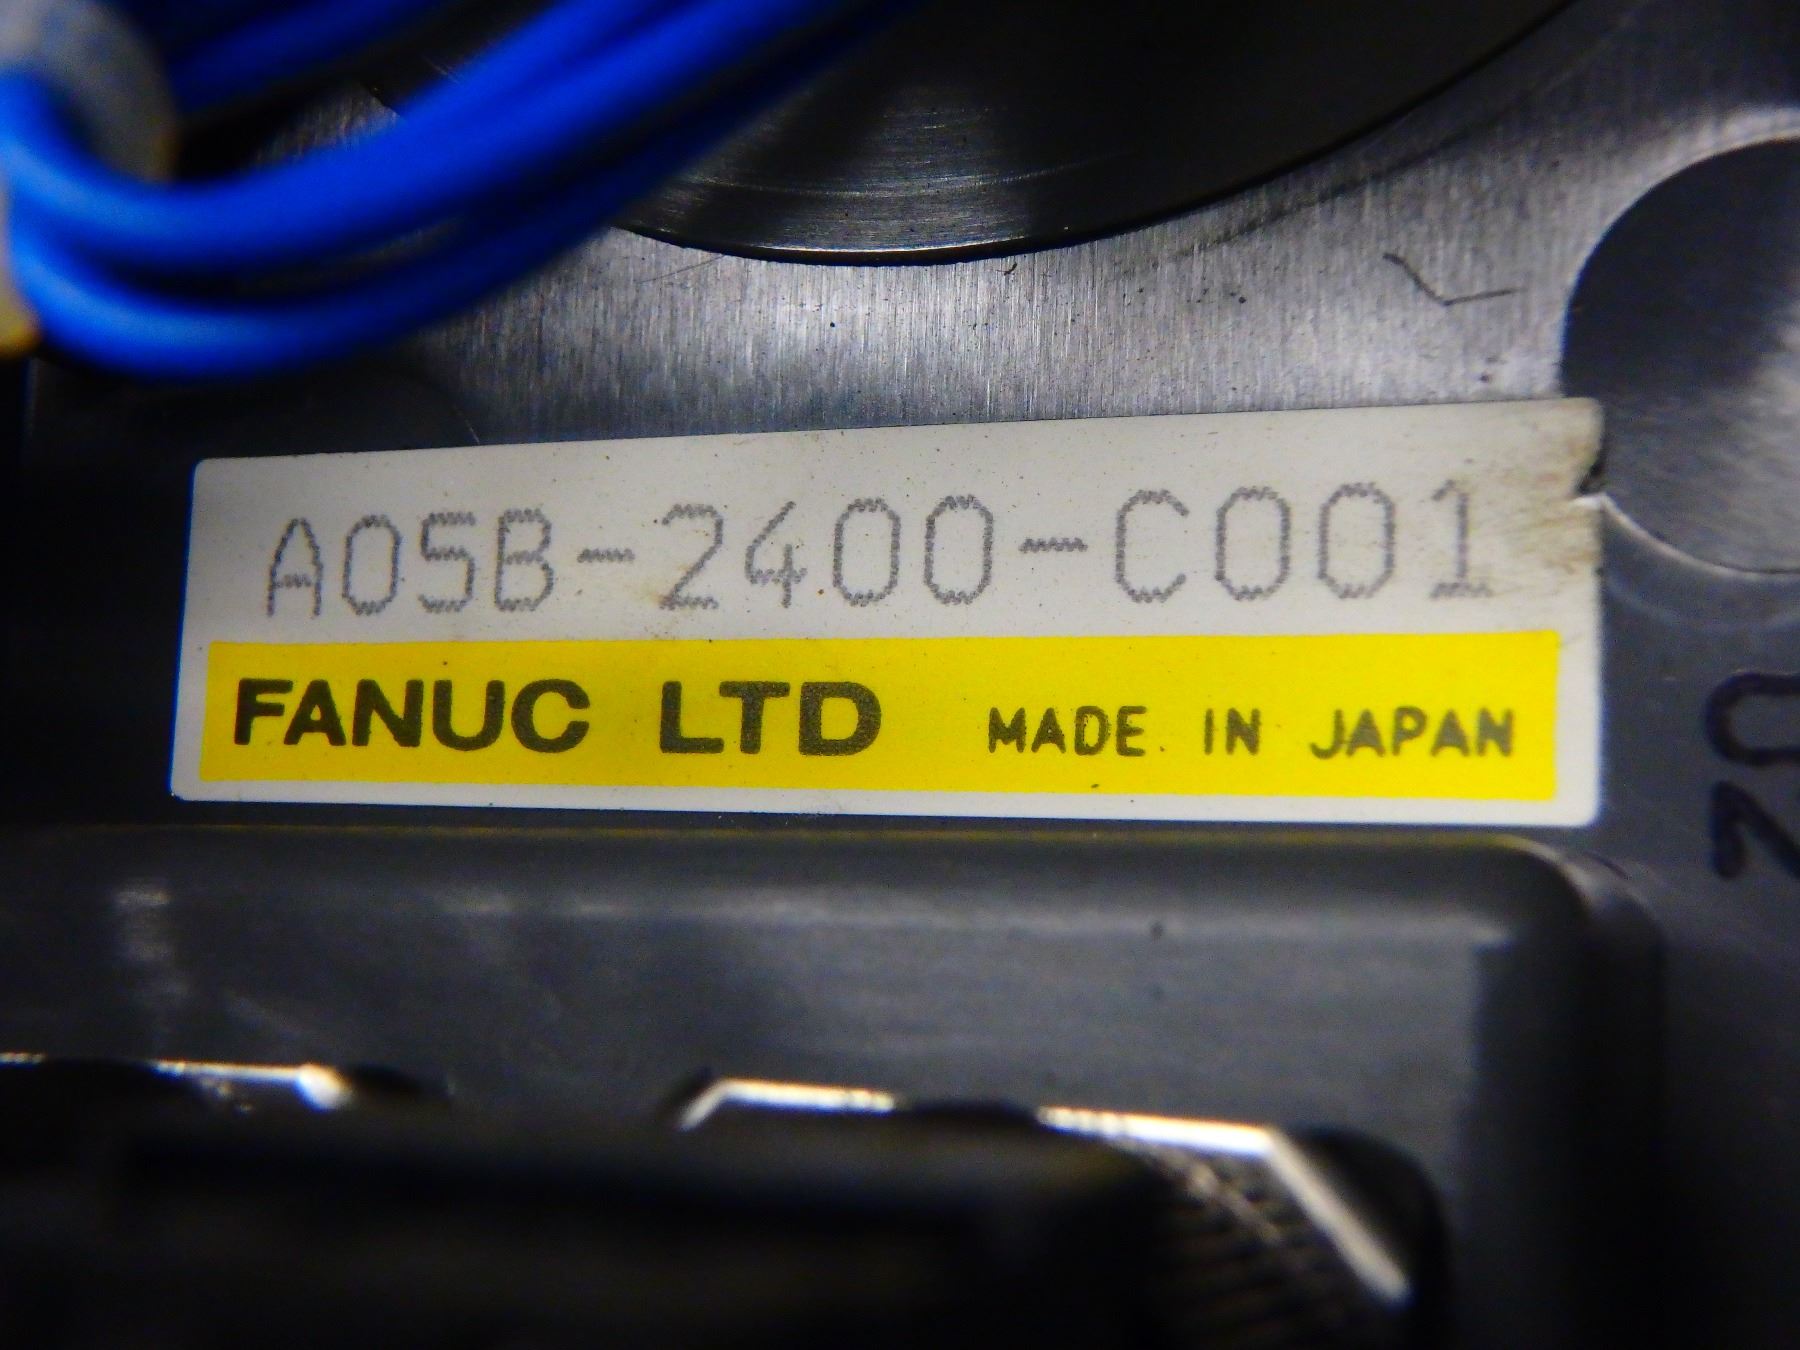 A05B-2400-C001
FANUC LTD MADE IN JAPAN